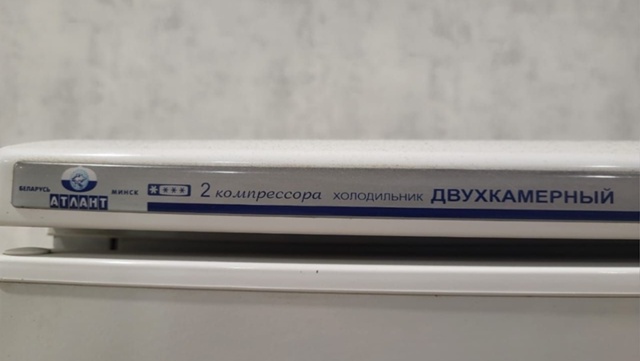 БЕЛАРУСЬ АТЛАНТ МИНСК **** 2 компрессора ХОЛОДИЛЬНИК ДВУХКАМЕРНЫЙ